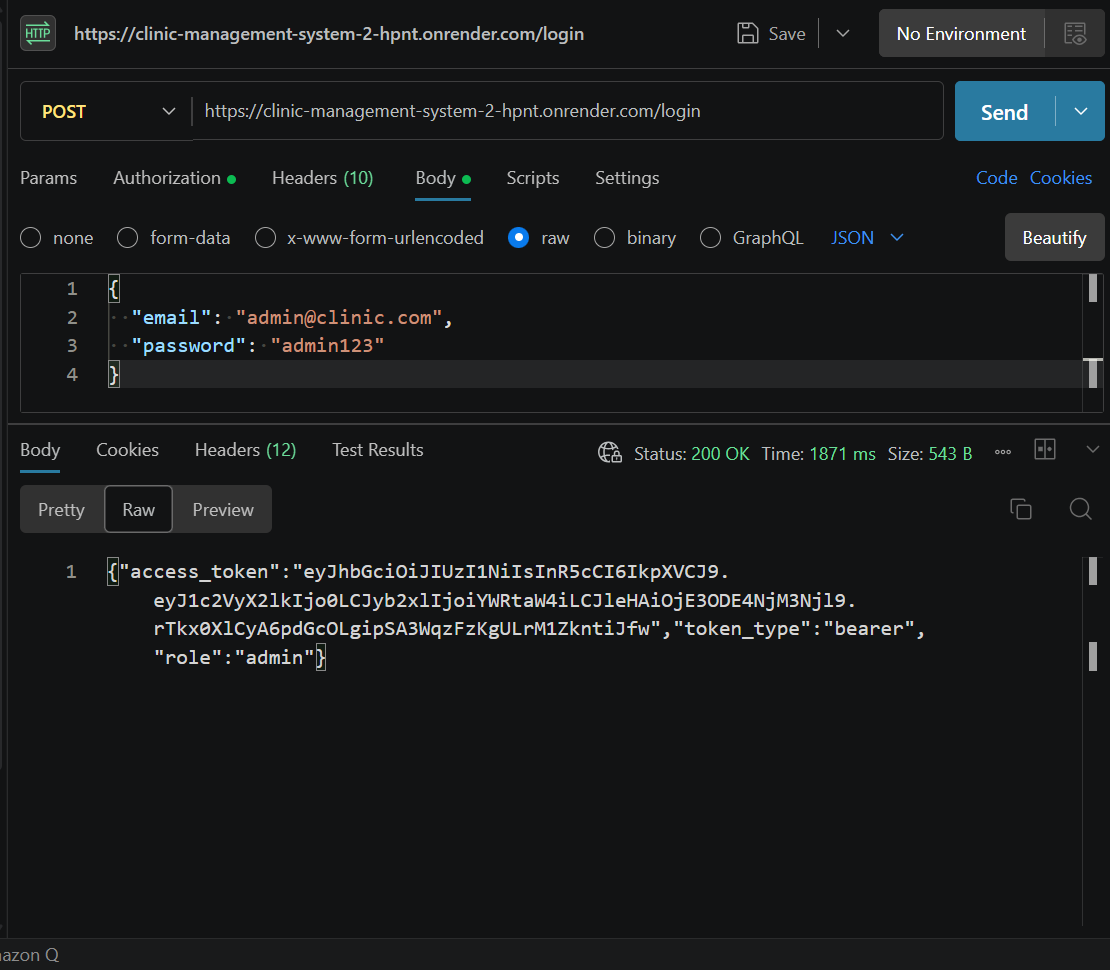 HTTP https://clinic-management-system-2-hpnt.onrender.com/login Save No Environment
POST https://clinic-management-system-2-hpnt.onrender.com/login Send
Params Authorization Headers (10) Body Scripts Settings Code Cookies
none form-data x-www-form-urlencoded raw binary GraphQL JSON Beautify
1 {
2 "email": "admin@clinic.com",
3 "password": "admin123"
4 }
Body Cookies Headers (12) Test Results Status: 200 OK Time: 1871 ms Size: 543 B
Pretty Raw Preview
1 {"access_token":"eyJhbGciOiJIUzI1NiIsInR5cCI6IkpXVCJ9.
eyJ1c2VyX2lkIjo0LCJyb2xlIjoiYWRtaW4iLCJleHAiOjE3ODE4NjM3Njl9.
rTkx0XlCyA6pdGcOLgipSA3WqzFzKgULrM1ZkntiJfw","token_type":"bearer",
"role":"admin"}
azon Q